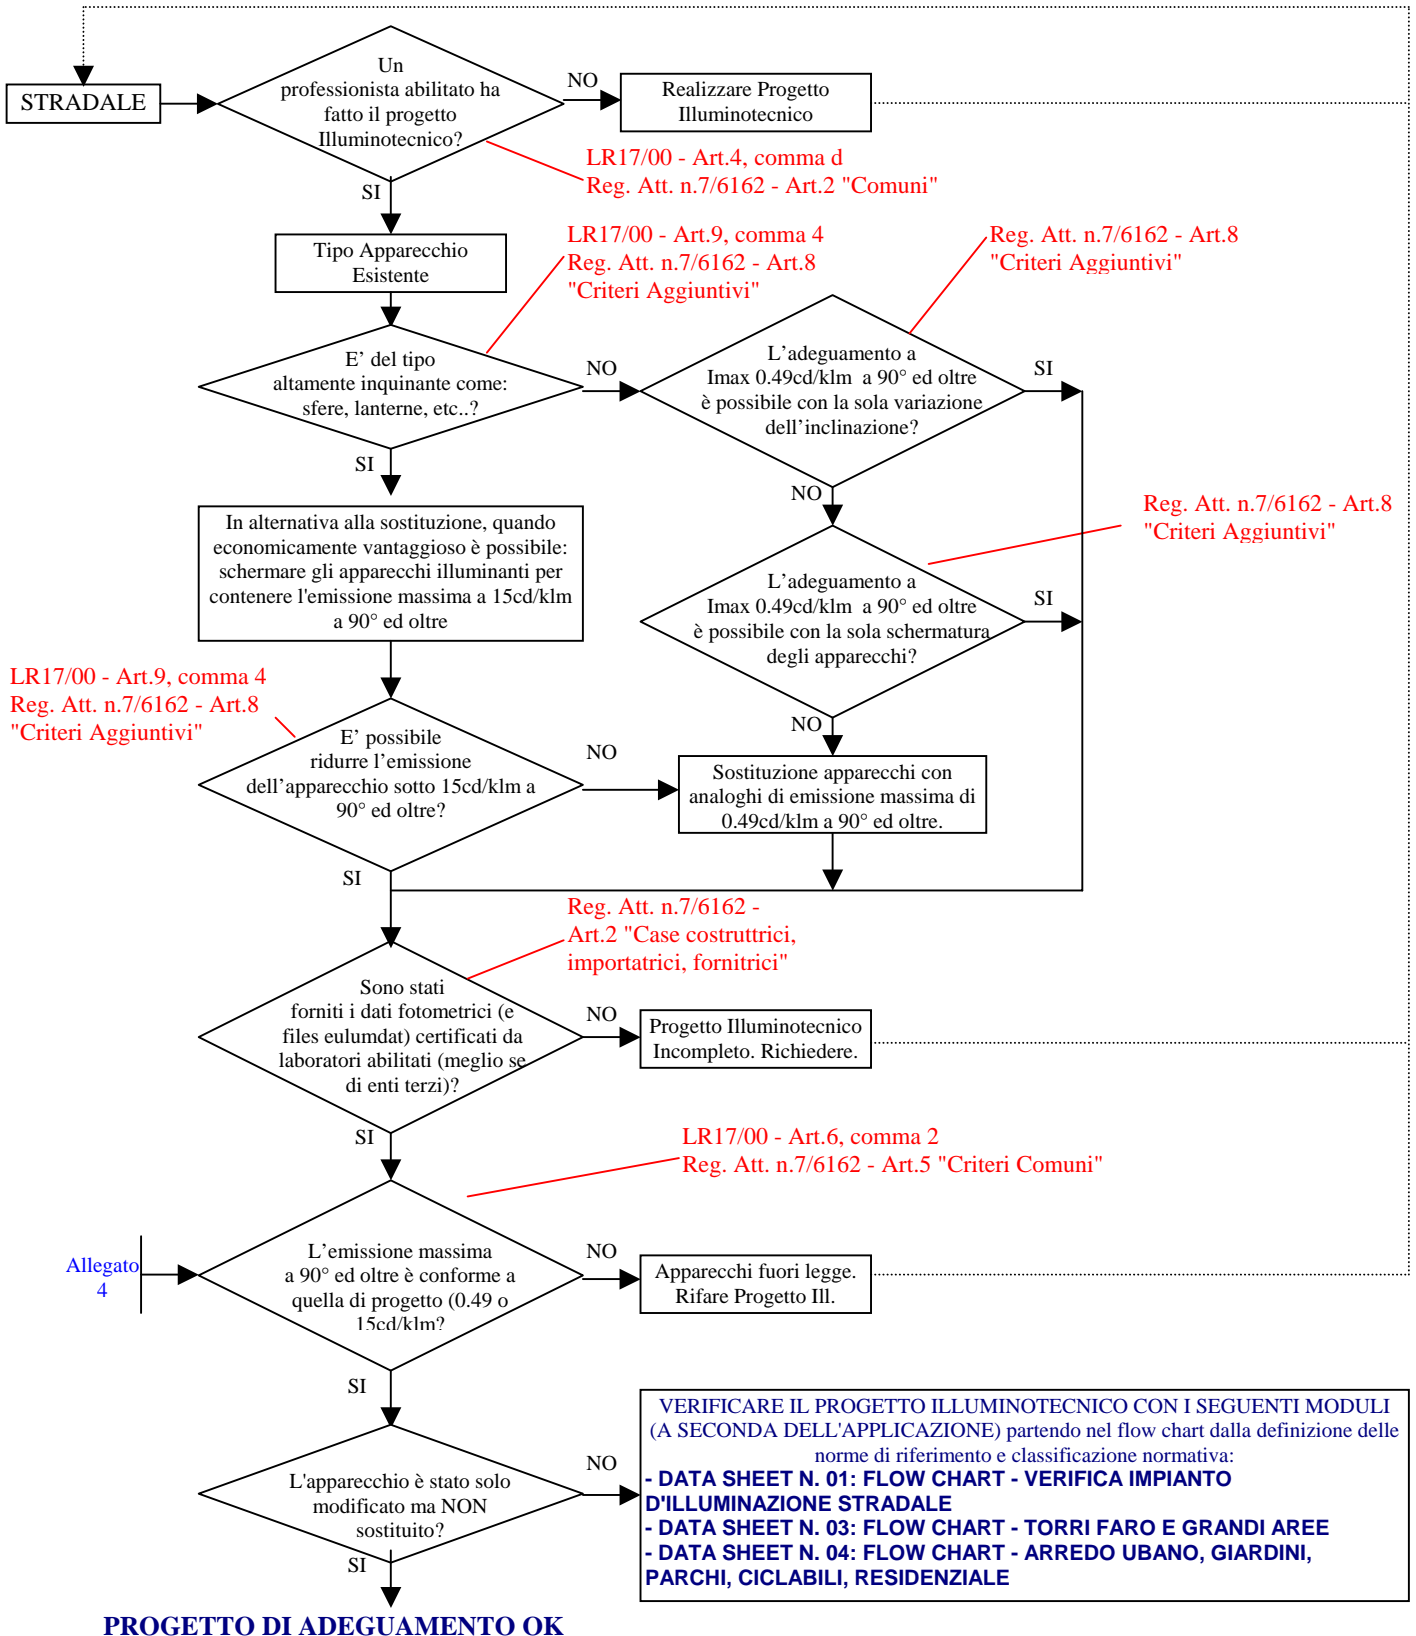 Un
professionista abilitato ha
fatto il progetto
Illuminotecnico?
STRADALE
NO
Realizzare Progetto
Illuminotecnico
LR17/00 - Art.4, comma d
Reg. Att. n.7/6162 - Art.2 "Comuni"
SI
Tipo Apparecchio
Esistente
LR17/00 - Art.9, comma 4
Reg. Att. n.7/6162 - Art.8
"Criteri Aggiuntivi"
Reg. Att. n.7/6162 - Art.8
"Criteri Aggiuntivi"
E' del tipo
altamente inquinante come:
sfere, lanterne, etc..?
NO
L'adeguamento a
Imax 0.49cd/klm a 90° ed oltre
è possibile con la sola variazione
dell'inclinazione?
SI
SI
NO
In alternativa alla sostituzione, quando
economicamente vantaggioso è possibile:
schermare gli apparecchi illuminanti per
contenere l'emissione massima a 15cd/klm
a 90° ed oltre
Reg. Att. n.7/6162 - Art.8
"Criteri Aggiuntivi"
L'adeguamento a
Imax 0.49cd/klm a 90° ed oltre
è possibile con la sola schermatura
degli apparecchi?
SI
LR17/00 - Art.9, comma 4
Reg. Att. n.7/6162 - Art.8
"Criteri Aggiuntivi"
NO
E' possibile
ridurre l'emissione
dell'apparecchio sotto 15cd/klm a
90° ed oltre?
NO
Sostituzione apparecchi con
analoghi di emissione massima di
0.49cd/klm a 90° ed oltre.
SI
Reg. Att. n.7/6162 -
Art.2 "Case costruttrici,
importatrici, fornitrici"
Sono stati
forniti i dati fotometrici (e
files eulumdat) certificati da
laboratori abilitati (meglio se
di enti terzi)?
NO
Progetto Illuminotecnico
Incompleto. Richiedere.
SI
LR17/00 - Art.6, comma 2
Reg. Att. n.7/6162 - Art.5 "Criteri Comuni"
Allegato
4
L'emissione massima
a 90° ed oltre è conforme a
quella di progetto (0.49 o
15cd/klm?
NO
Apparecchi fuori legge.
Rifare Progetto Ill.
SI
L'apparecchio è stato solo
modificato ma NON
sostituito?
NO
VERIFICARE IL PROGETTO ILLUMINOTECNICO CON I SEGUENTI MODULI
(A SECONDA DELL'APPLICAZIONE) partendo nel flow chart dalla definizione delle
norme di riferimento e classificazione normativa:
- DATA SHEET N. 01: FLOW CHART - VERIFICA IMPIANTO
D'ILLUMINAZIONE STRADALE
- DATA SHEET N. 03: FLOW CHART - TORRI FARO E GRANDI AREE
- DATA SHEET N. 04: FLOW CHART - ARREDO UBANO, GIARDINI,
PARCHI, CICLABILI, RESIDENZIALE
SI
PROGETTO DI ADEGUAMENTO OK